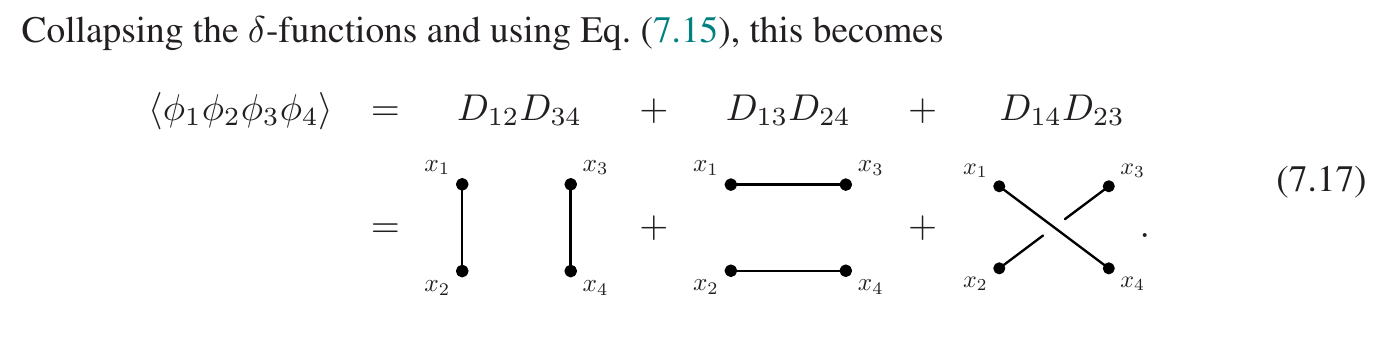 Collapsing the δ-functions and using Eq. (7.15), this becomes
⟨ϕ₁ϕ₂ϕ₃ϕ₄⟩ = D₁₂D₃₄ + D₁₃D₂₄ + D₁₄D₂₃
x₁ x₃ x₁ x₃ x₁ x₃
(7.17)
= + + .
x₂ x₄ x₂ x₄ x₂ x₄